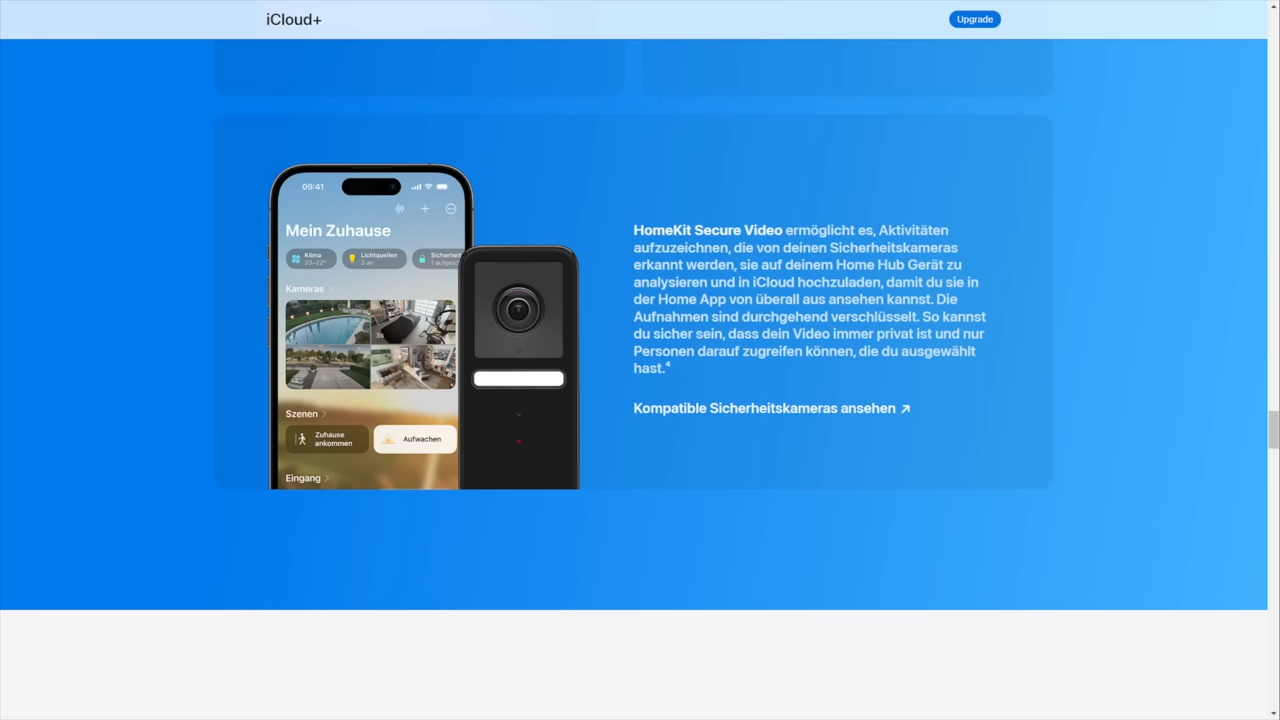 iCloud+
Upgrade
09:41
Mein Zuhause
Klima
20–22°
Lichtquellen
3 an
Sicherheit
Kameras
Szenen
Zuhause
ankommen
Aufwachen
Eingang
HomeKit Secure Video ermöglicht es, Aktivitäten
aufzuzeichnen, die von deinen Sicherheitskameras
erkannt werden, sie auf deinem Home Hub Gerät zu
analysieren und in iCloud hochzuladen, damit du sie in
der Home App von überall aus ansehen kannst. Die
Aufnahmen sind durchgehend verschlüsselt. So kannst
du sicher sein, dass dein Video immer privat ist und nur
Personen darauf zugreifen können, die du ausgewählt
hast.⁴
Kompatible Sicherheitskameras ansehen ↗